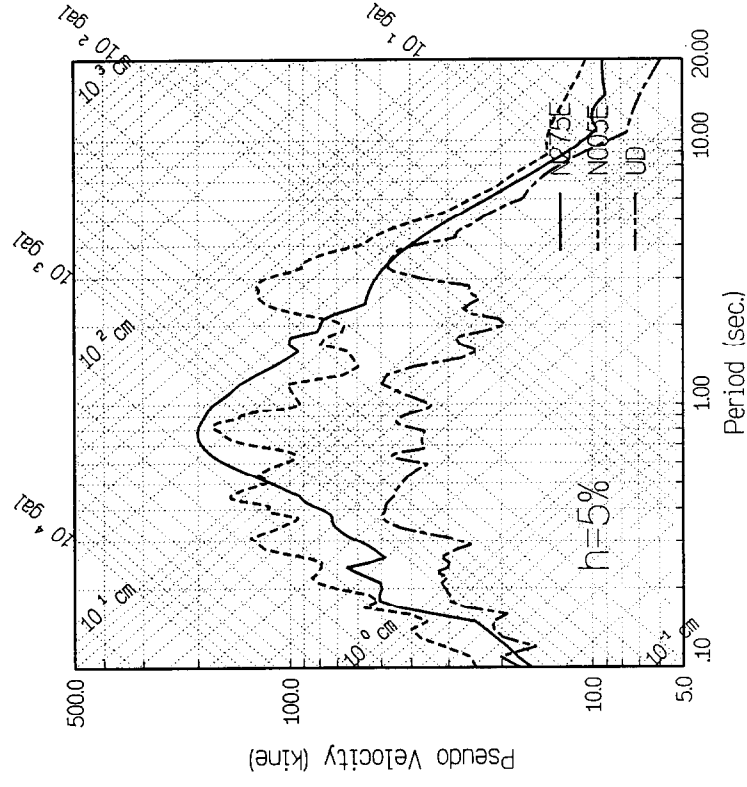 500.0
100.0
10.0
5.0
Pseudo Velocity (kine)
.10
1.00
10.00
20.00
Period (sec.)
10¹ cm
10⁴ gal
10² cm
10³ gal
10³ cm
10² gal
10¹ gal
10⁰ cm
10⁻¹ cm
h=5%
N005E
UD